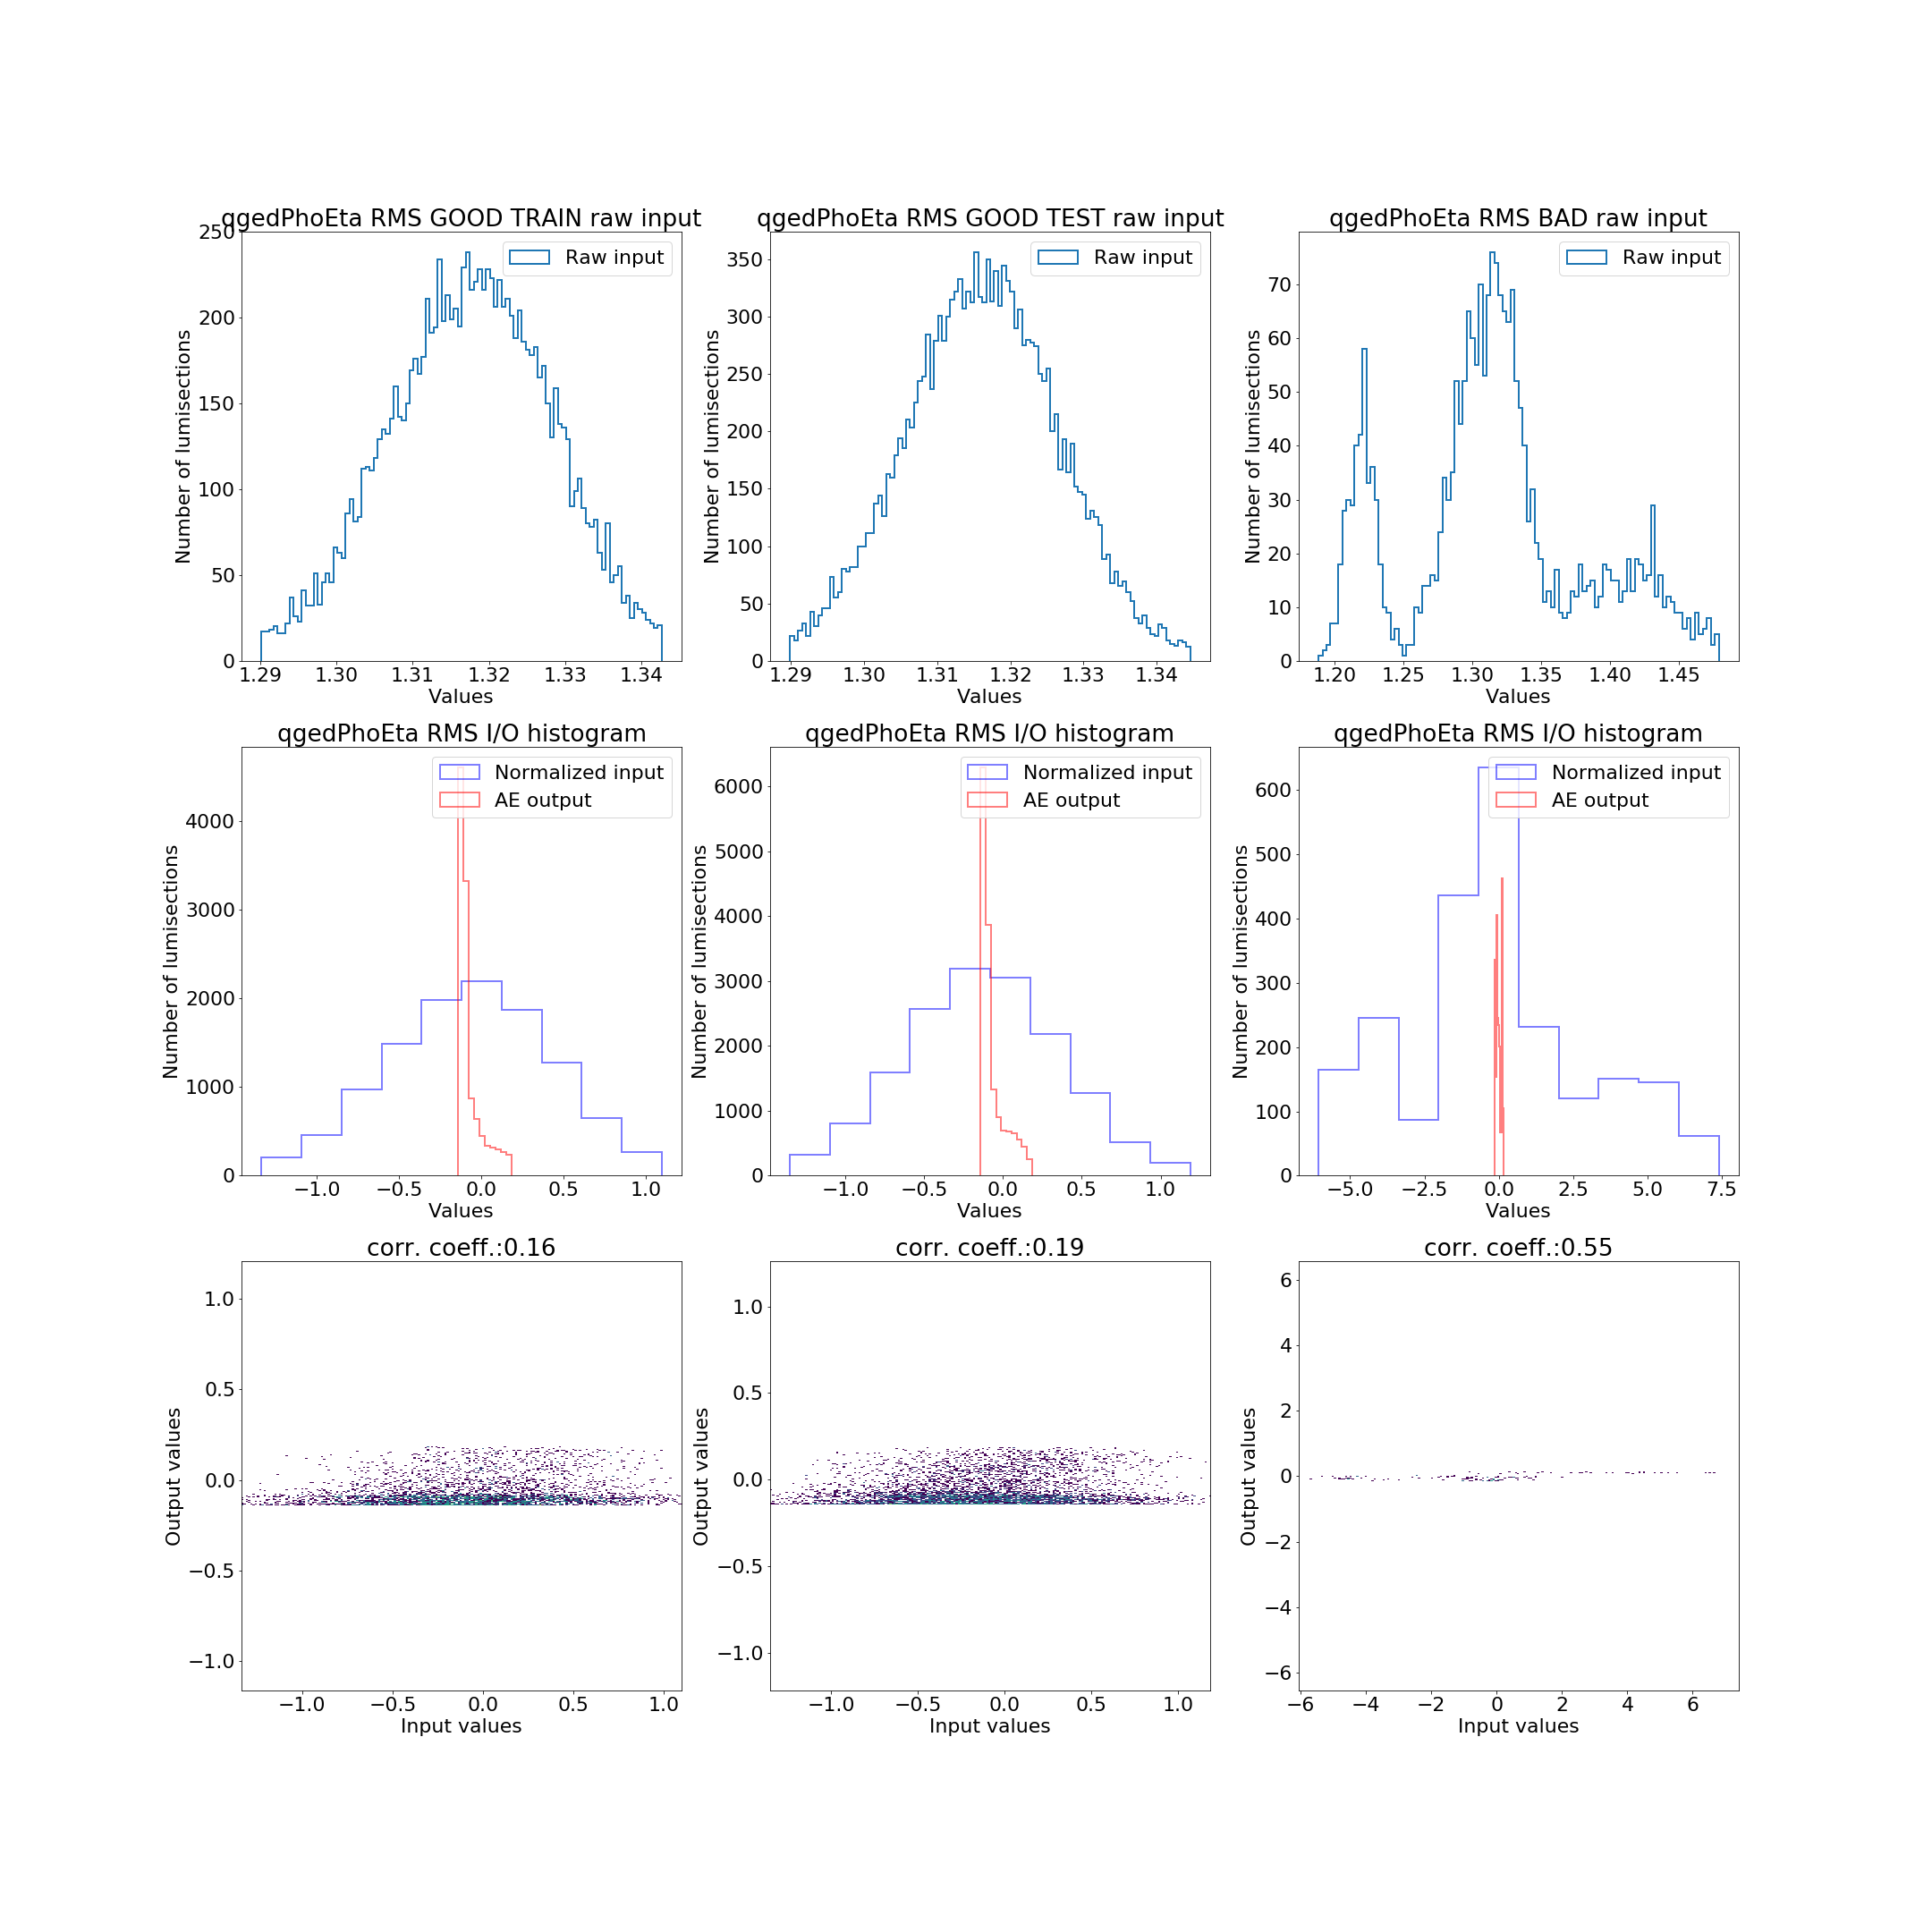 qgedPhoEta RMS GOOD TRAIN raw input
qgedPhoEta RMS GOOD TEST raw input
qgedPhoEta RMS BAD raw input
Raw input
Raw input
Raw input
Number of lumisections
250
200
150
100
50
0
1.29 1.30 1.31 1.32 1.33 1.34
Values
Number of lumisections
350
300
250
200
150
100
50
0
1.29 1.30 1.31 1.32 1.33 1.34
Values
Number of lumisections
70
60
50
40
30
20
10
0
1.20 1.25 1.30 1.35 1.40 1.45
Values
qgedPhoEta RMS I/O histogram
Normalized input
AE output
Number of lumisections
4000
3000
2000
1000
0
−1.0 −0.5 0.0 0.5 1.0
Values
qgedPhoEta RMS I/O histogram
Normalized input
AE output
Number of lumisections
6000
5000
4000
3000
2000
1000
0
−1.0 −0.5 0.0 0.5 1.0
Values
qgedPhoEta RMS I/O histogram
Normalized input
AE output
Number of lumisections
600
500
400
300
200
100
0
−5.0 −2.5 0.0 2.5 5.0 7.5
Values
corr. coeff.:0.16
Output values
1.0
0.5
0.0
−0.5
−1.0
−1.0 −0.5 0.0 0.5 1.0
Input values
corr. coeff.:0.19
Output values
1.0
0.5
0.0
−0.5
−1.0
−1.0 −0.5 0.0 0.5 1.0
Input values
corr. coeff.:0.55
Output values
6
4
2
0
−2
−4
−6
−6 −4 −2 0 2 4 6
Input values